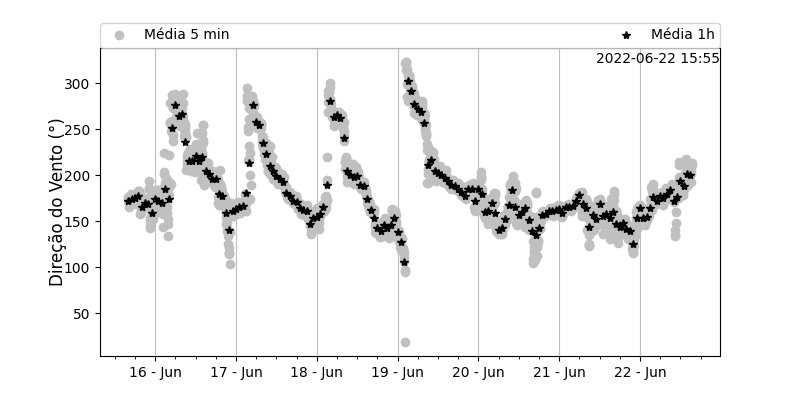 Média 5 min
Média 1h
2022-06-22 15:55
Direção do Vento (°)
300
250
200
150
100
50
16 - Jun
17 - Jun
18 - Jun
19 - Jun
20 - Jun
21 - Jun
22 - Jun